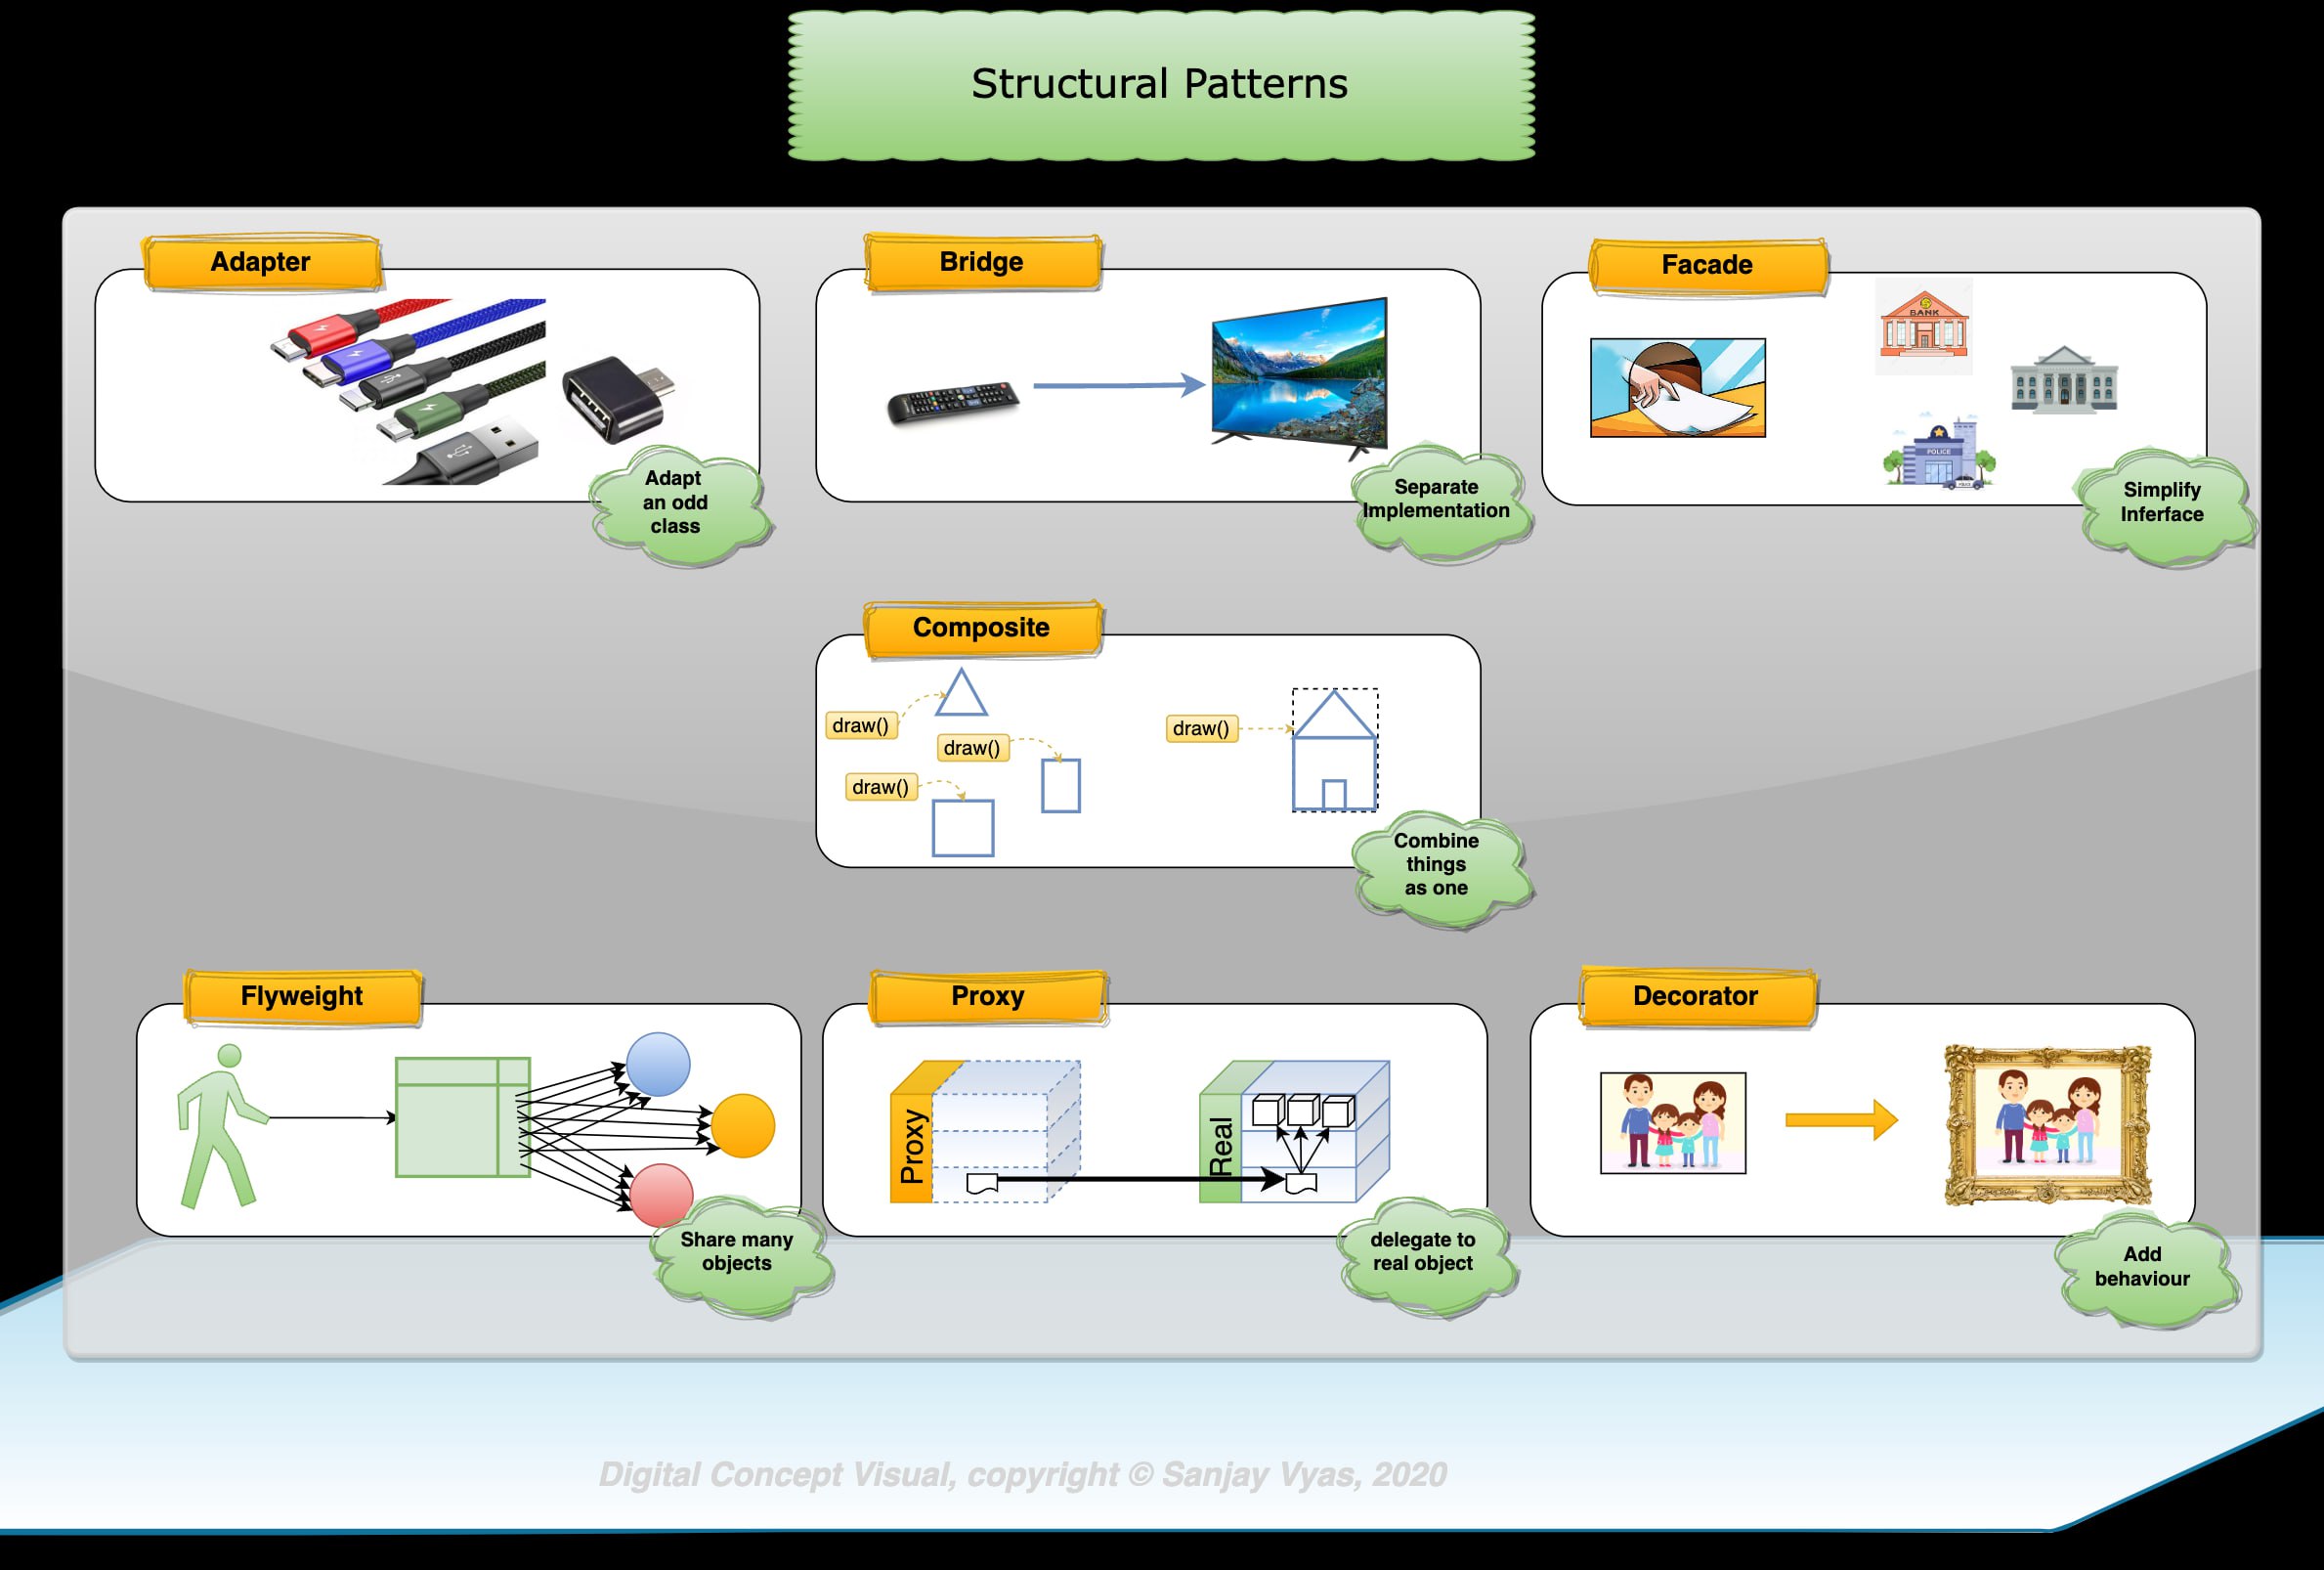 Structural Patterns
Adapter
Bridge
Facade
BANK
POLICE
Adapt
an odd
class
Separate
Implementation
Simplify
Inferface
Composite
draw()
draw()
draw()
draw()
Combine
things
as one
Flyweight
Proxy
Decorator
Proxy
Real
Share many
objects
delegate to
real object
Add
behaviour
Digital Concept Visual, copyright © Sanjay Vyas, 2020